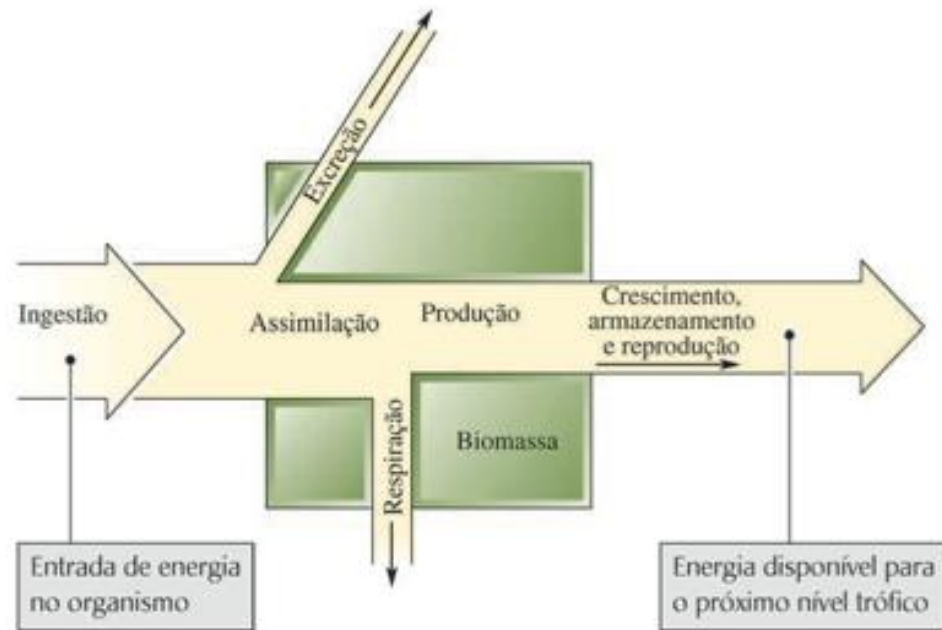 Excreção
Ingestão
Assimilação
Produção
Crescimento,
armazenamento
e reprodução
Respiração
Biomassa
Entrada de energia
no organismo
Energia disponível para
o próximo nível trófico